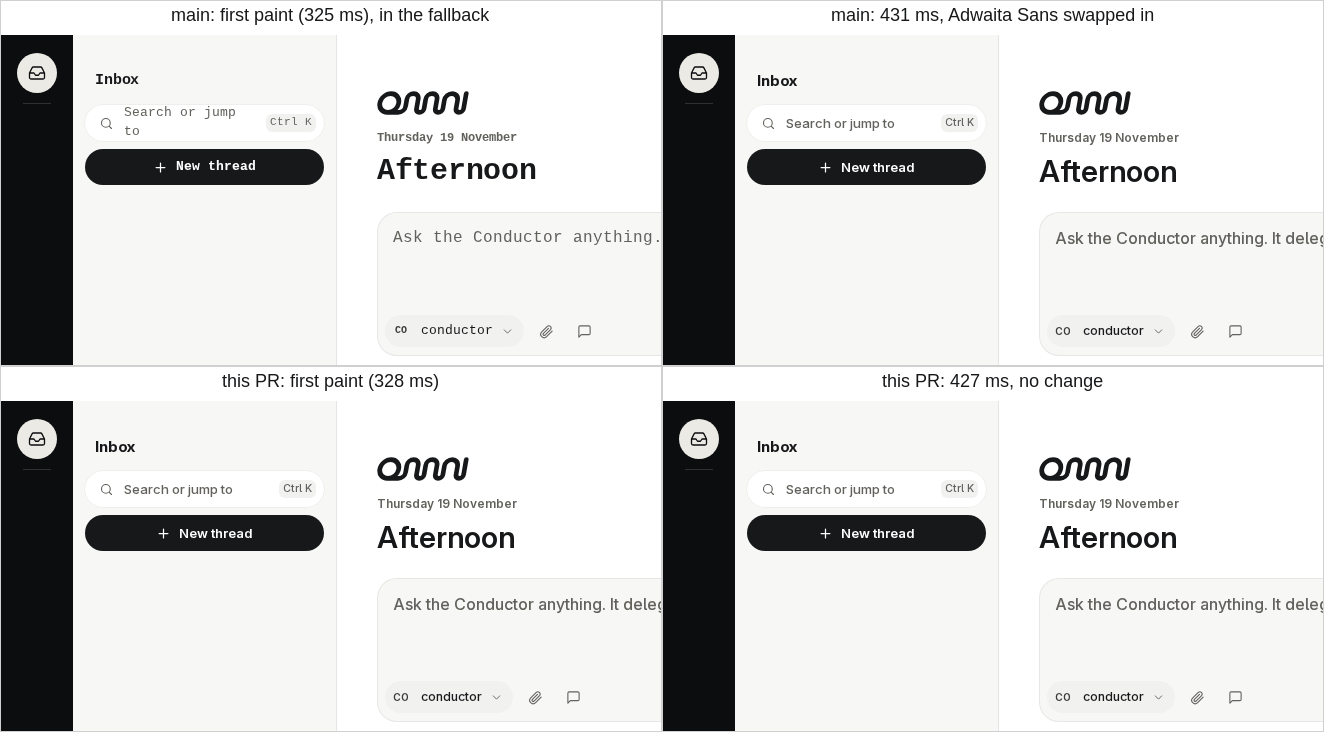 main: first paint (325 ms), in the fallback
Inbox
Search or jump
to
Ctrl K
New thread
omni
Thursday 19 November
Afternoon
Ask the Conductor anything.
CO conductor
main: 431 ms, Adwaita Sans swapped in
Inbox
Search or jump to Ctrl K
New thread
omni
Thursday 19 November
Afternoon
Ask the Conductor anything. It deleg
CO conductor
this PR: first paint (328 ms)
Inbox
Search or jump to Ctrl K
New thread
omni
Thursday 19 November
Afternoon
Ask the Conductor anything. It deleg
CO conductor
this PR: 427 ms, no change
Inbox
Search or jump to Ctrl K
New thread
omni
Thursday 19 November
Afternoon
Ask the Conductor anything. It deleg
CO conductor